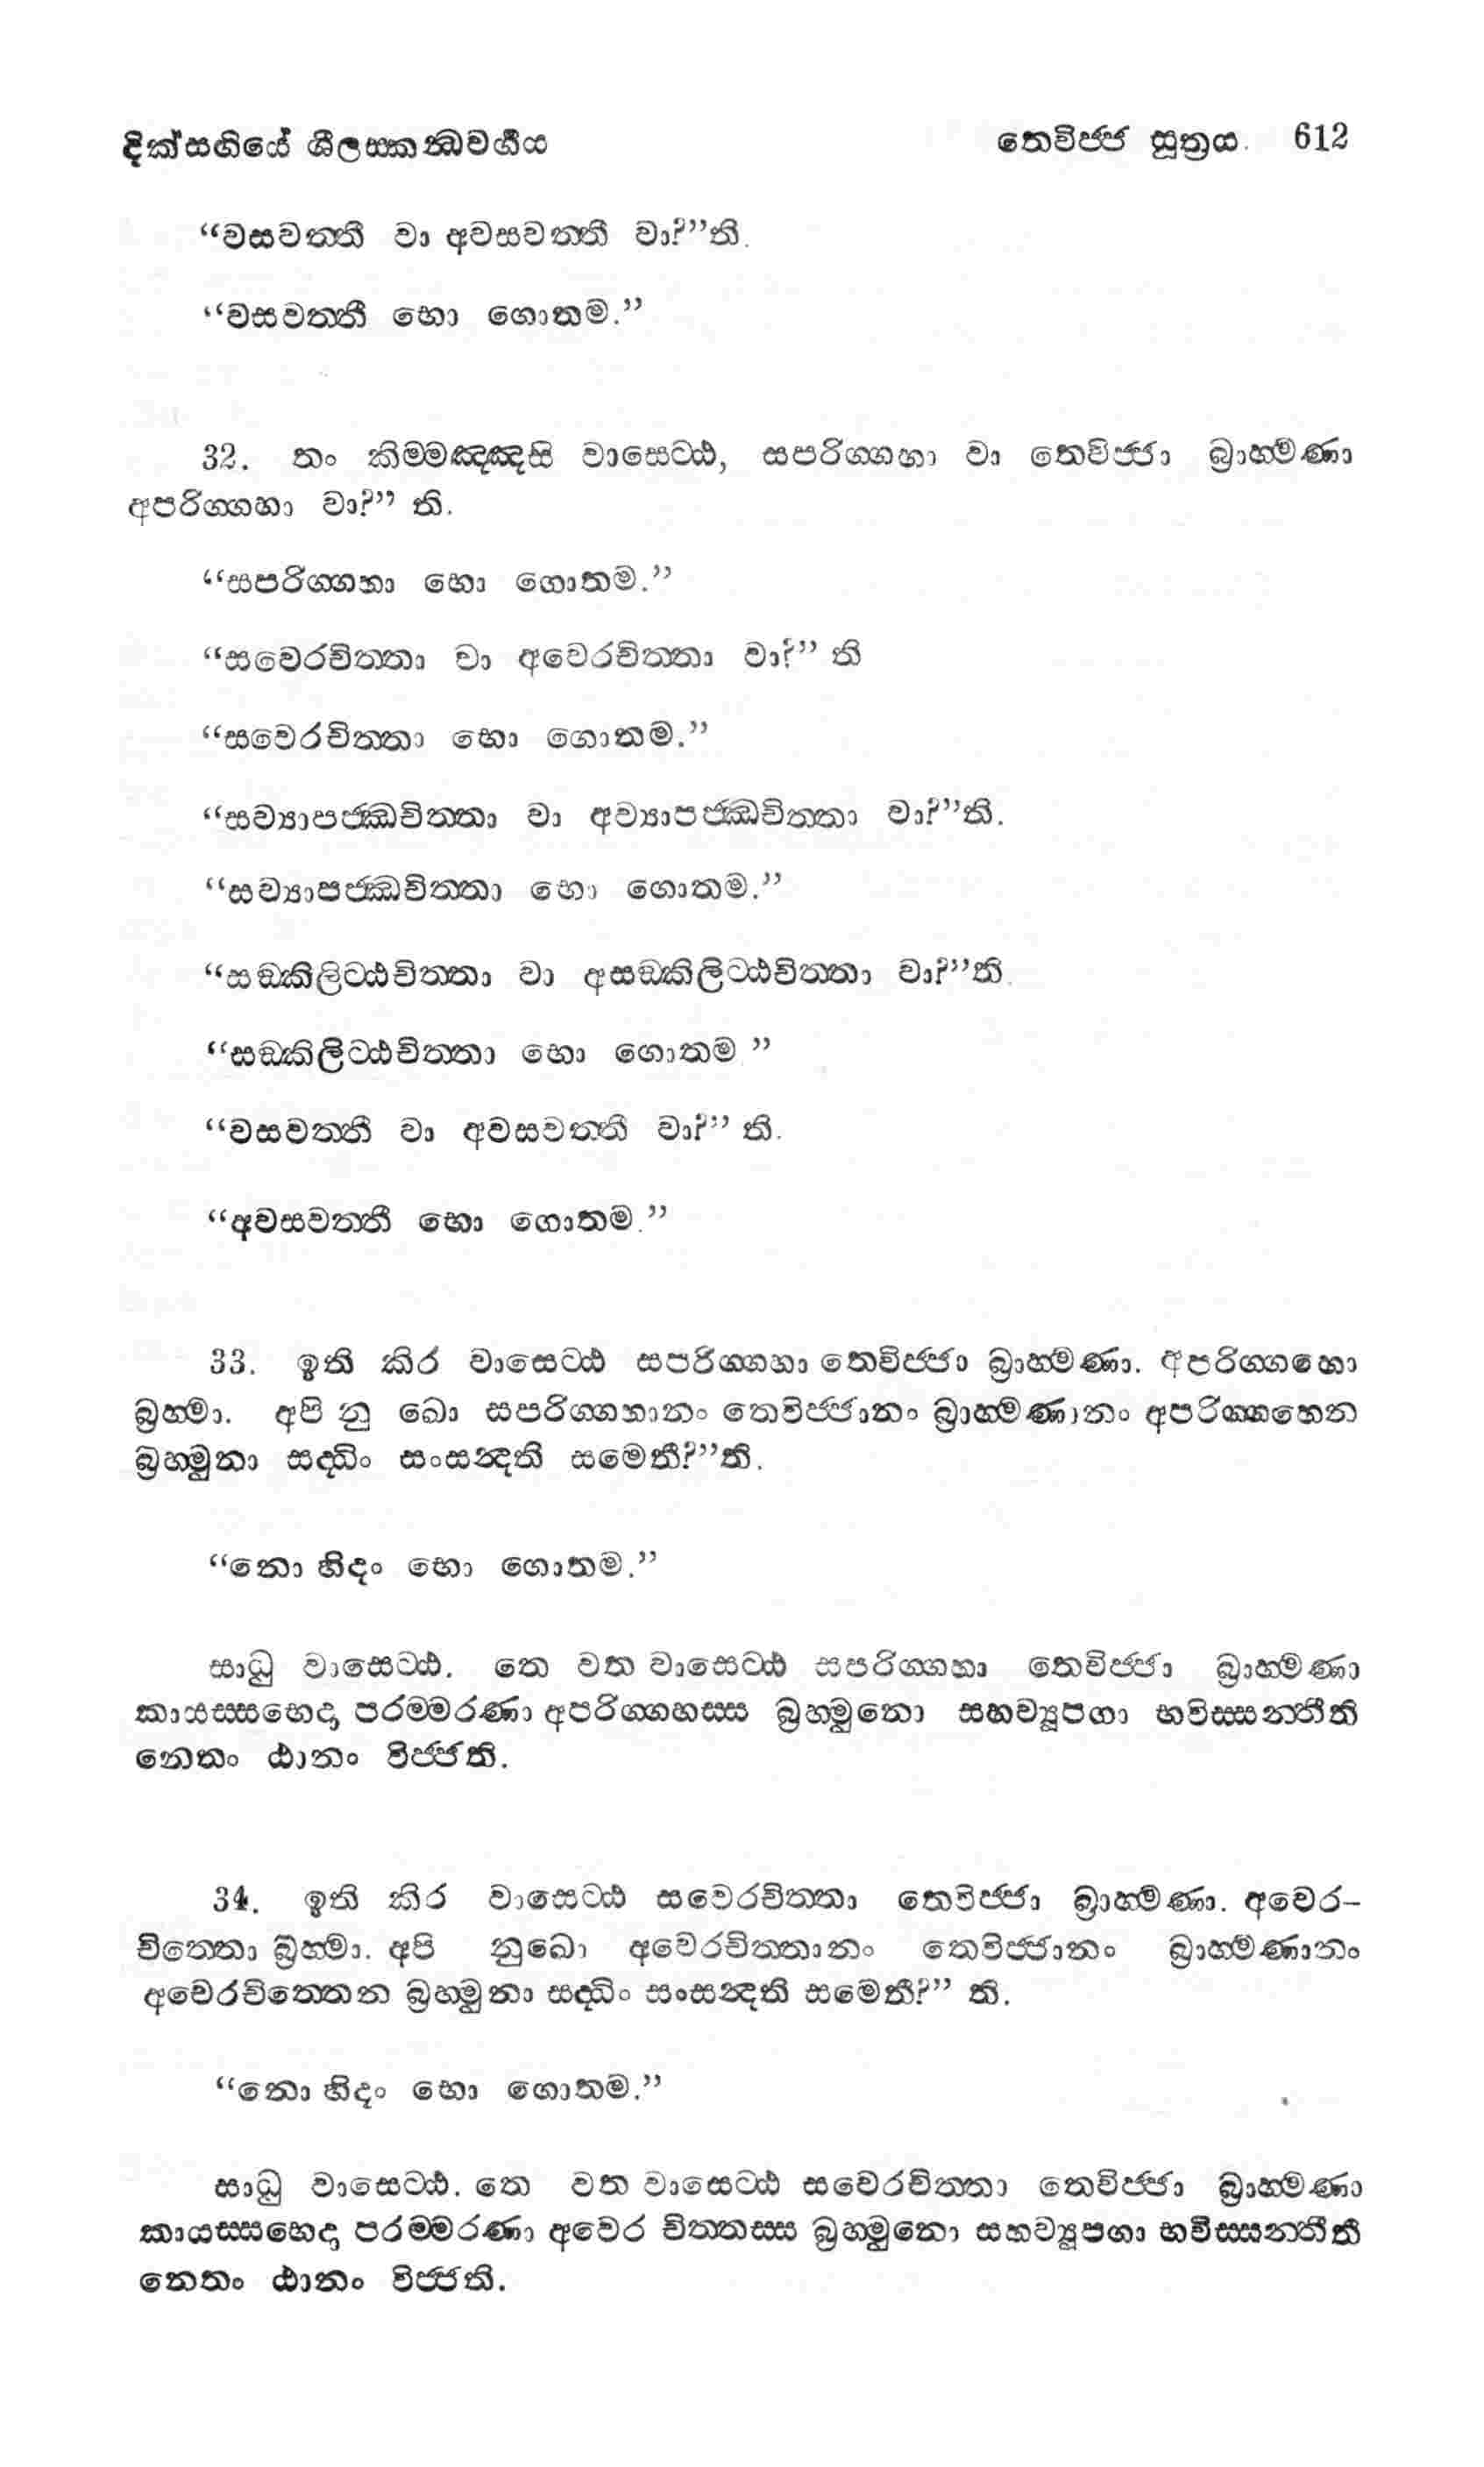 දික්සඟියේ ශීලස්කන්‍ධවර්‍ගය තෙවිජ්ජ සූත්‍රය. 612
“වසවත්තී වා අවසවත්තී වා?”ති.
“වසවත්තී භො ගොතම.”
32. තං කිම්මඤ්ඤසි වාසෙට්ඨ, සපරිග්ගහා වා තෙවිජ්ජා බ්‍රාහ්මණා
අපරිග්ගහා වා?” ති.
“සපරිග්ගහා භො ගොතම.”
“සවෙරචිත්තා වා අවෙරචිත්තා වා?” ති
“සවෙරචිත්තා භො ගොතම.”
“සව්‍යාපජ්ඣචිත්තා වා අව්‍යාපජ්ඣචිත්තා වා?”ති.
“සව්‍යාපජ්ඣචිත්තා භො ගොතම.”
“සඞ්කිලිට්ඨචිත්තා වා අසඞ්කිලිට්ඨචිත්තා වා?”ති.
“සඞ්කිලිට්ඨචිත්තා භො ගොතම.”
“වසවත්තී වා අවසවත්තී වා?” ති.
“අවසවත්තී භො ගොතම.”
33. ඉති කිර වාසෙට්ඨ සපරිග්ගහා තෙවිජ්ජා බ්‍රාහ්මණා. අපරිග්ගහො
බ්‍රහ්මා. අපි නු ඛො සපරිග්ගහානං තෙවිජ්ජානං බ්‍රාහ්මණානං අපරිග්ගහෙන
බ්‍රහ්මුනා සද්ධිං සංසන්‍දති සමෙතී?”ති.
“නො හිදං භො ගොතම.”
සාධු වාසෙට්ඨ. තෙ වත වාසෙට්ඨ සපරිග්ගහා තෙවිජ්ජා බ්‍රාහ්මණා
කායස්සභෙදා පරම්මරණා අපරිග්ගහස්ස බ්‍රහ්මුනො සහව්‍යූපගා භවිස්සන්තීති
නෙතං ඨානං විජ්ජති.
34. ඉති කිර වාසෙට්ඨ සවෙරචිත්තා තෙවිජ්ජා බ්‍රාහ්මණා. අවෙර-
චිත්තො බ්‍රහ්මා. අපි නුඛො අවෙරචිත්තානං තෙවිජ්ජානං බ්‍රාහ්මණානං
අවෙරචිත්තෙන බ්‍රහ්මුනා සද්ධිං සංසන්‍දති සමෙතී?” ති.
“නො හිදං භො ගොතම.”
සාධු වාසෙට්ඨ. තෙ වත වාසෙට්ඨ සවෙරචිත්තා තෙවිජ්ජා බ්‍රාහ්මණා
කායස්සභෙදා පරම්මරණා අවෙර චිත්තස්ස බ්‍රහ්මුනො සහව්‍යූපගා භවිස්සන්තීති
නෙතං ඨානං විජ්ජති.